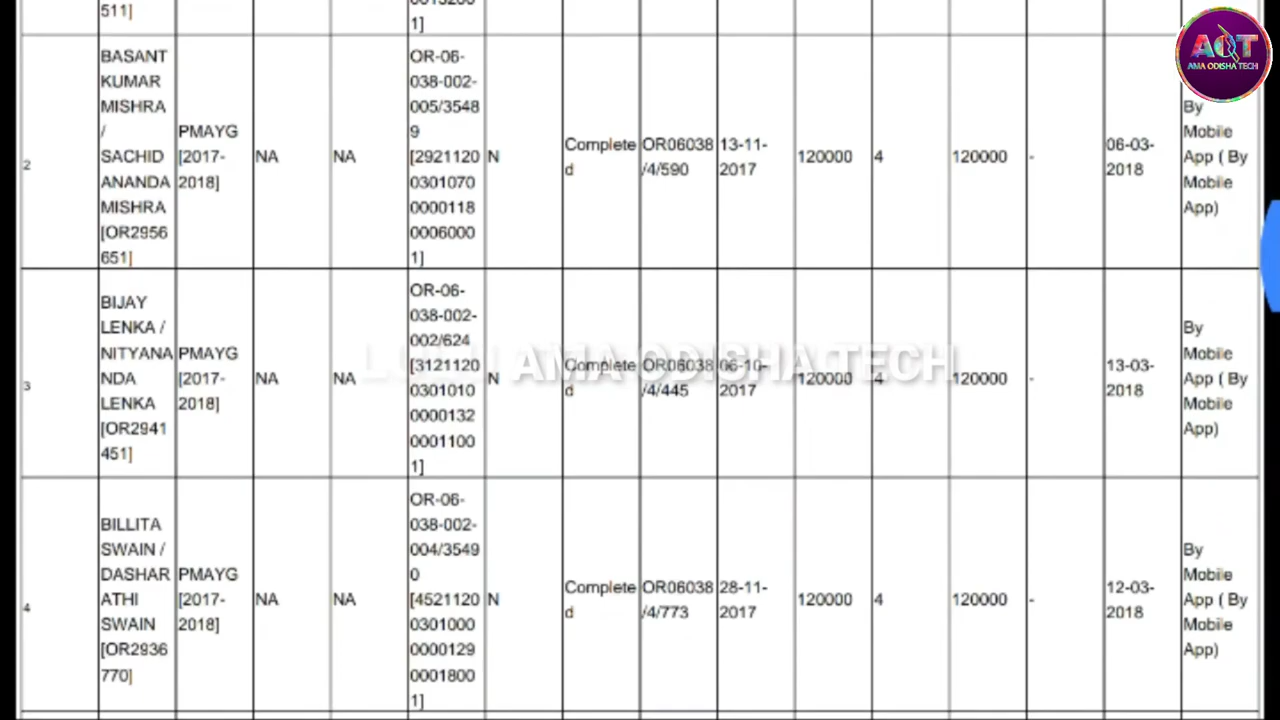 511]
1]
AOT
AMA ODISHA TECH
2
BASANT
KUMAR
MISHRA
/
SACHID
ANANDA
MISHRA
[OR2956
651]
PMAYG
[2017-
2018]
NA
NA
OR-06-
038-002-
005/3548
9
[2921120
0301070
0000118
0006000
1]
N
Complete
d
OR06038
/4/590
13-11-
2017
120000
4
120000
-
06-03-
2018
By
Mobile
App ( By
Mobile
App)
3
BIJAY
LENKA /
NITYANA
NDA
LENKA
[OR2941
451]
PMAYG
[2017-
2018]
NA
NA
OR-06-
038-002-
002/624
[3121120
0301010
0000132
0001100
1]
N
Complete
d
OR06038
/4/445
06-10-
2017
120000
4
120000
-
13-03-
2018
By
Mobile
App ( By
Mobile
App)
AMA ODISHA TECH
4
BILLITA
SWAIN /
DASHAR
ATHI
SWAIN
[OR2936
770]
PMAYG
[2017-
2018]
NA
NA
OR-06-
038-002-
004/3549
0
[4521120
0301000
0000129
0001800
1]
N
Complete
d
OR06038
/4/773
28-11-
2017
120000
4
120000
-
12-03-
2018
By
Mobile
App ( By
Mobile
App)